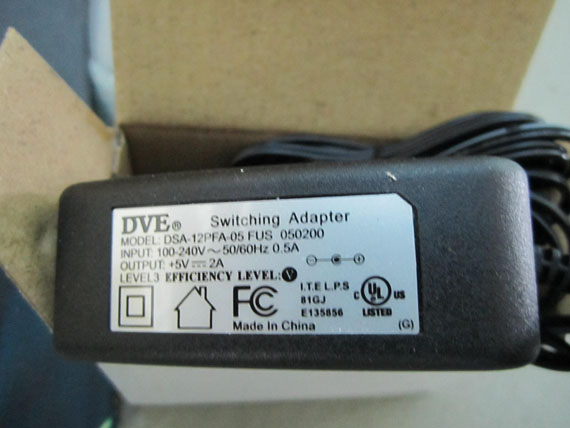 DVE® Switching Adapter
MODEL: DSA-12PFA-05 FUS 050200
INPUT: 100-240V ~ 50/60Hz 0.5A
OUTPUT: +5V ⎓ 2A
LEVEL3 EFFICIENCY LEVEL: V
FC I.T.E L.P.S
81GJ
E135856
C UL US
LISTED
Made In China
(G)